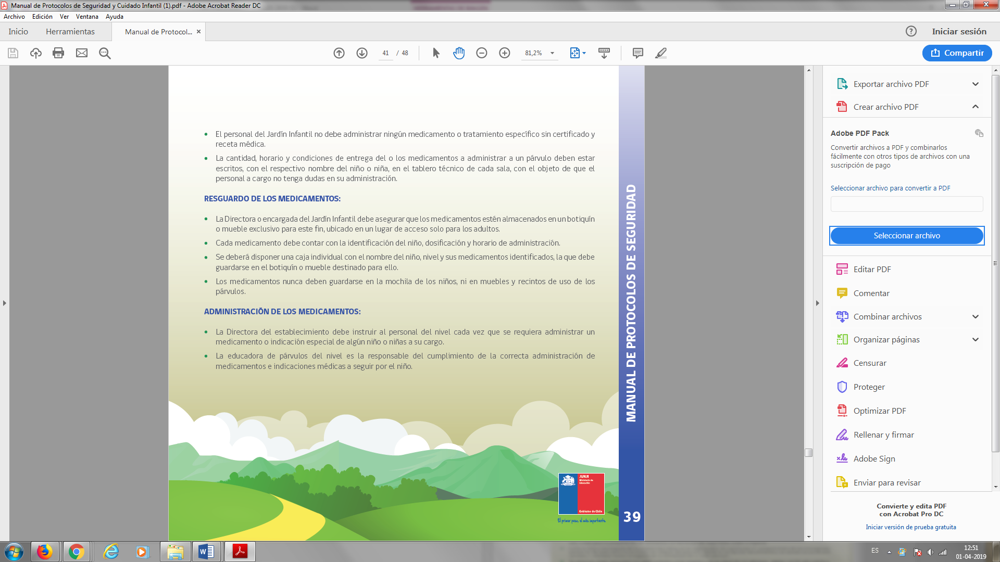 Manual de Protocolos de Seguridad y Cuidado Infantil (1).pdf - Adobe Acrobat Reader DC
Archivo Edición Ver Ventana Ayuda
Inicio Herramientas Manual de Protocol... Iniciar sesión
41 / 48 81,2% Compartir
El personal del Jardín Infantil no debe administrar ningún medicamento o tratamiento específico sin certificado y
receta médica.
La cantidad, horario y condiciones de entrega del o los medicamentos a administrar a un párvulo deben estar
escritos, con el respectivo nombre del niño o niña, en el tablero técnico de cada sala, con el objeto de que el
personal a cargo no tenga dudas en su administración.
RESGUARDO DE LOS MEDICAMENTOS:
La Directora o encargada del Jardín Infantil debe asegurar que los medicamentos estén almacenados en un botiquín
o mueble exclusivo para este fin, ubicado en un lugar de acceso solo para los adultos.
Cada medicamento debe contar con la identificación del niño, dosificación y horario de administración.
Se deberá disponer una caja individual con el nombre del niño, nivel y sus medicamentos identificados, la que debe
guardarse en el botiquín o mueble destinado para ello.
Los medicamentos nunca deben guardarse en la mochila de los niños, ni en muebles y recintos de uso de los
párvulos.
ADMINISTRACIÓN DE LOS MEDICAMENTOS:
La Directora del establecimiento debe instruir al personal del nivel cada vez que se requiera administrar un
medicamento o indicación especial de algún niño o niñas a su cargo.
La educadora de párvulos del nivel es la responsable del cumplimiento de la correcta administración de
medicamentos e indicaciones médicas a seguir por el niño.
MANUAL DE PROTOCOLOS DE SEGURIDAD
JUNJI
Ministerio de
Educación
Gobierno de Chile
El primer paso, el más importante.
39
Exportar archivo PDF
Crear archivo PDF
Adobe PDF Pack
Convertir archivos a PDF y combinarlos
fácilmente con otros tipos de archivos con una
suscripción de pago
Seleccionar archivo para convertir a PDF
Seleccionar archivo
Editar PDF
Comentar
Combinar archivos
Organizar páginas
Censurar
Proteger
Optimizar PDF
Rellenar y firmar
Adobe Sign
Enviar para revisar
Convierte y edita PDF
con Acrobat Pro DC
Iniciar versión de prueba gratuita
ES
12:51
01-04-2019